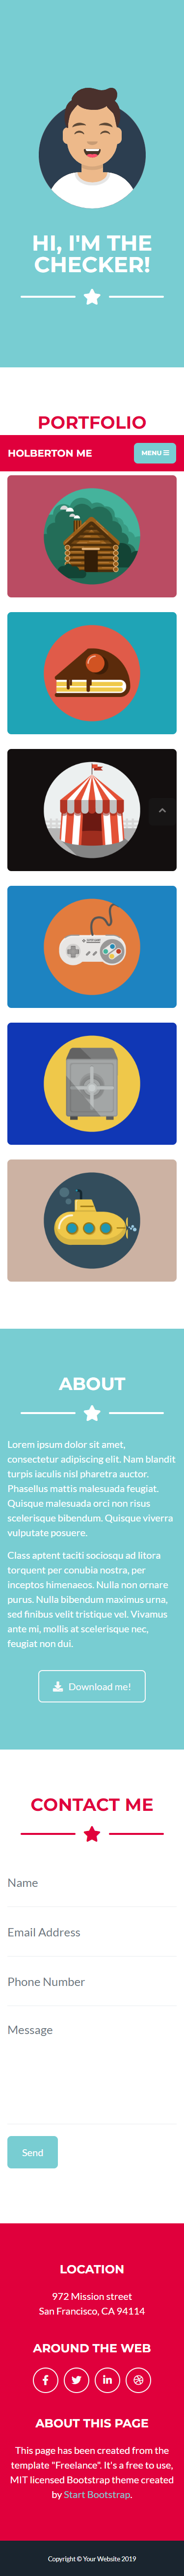 HI, I'M THE
CHECKER!
PORTFOLIO
HOLBERTON ME
MENU
ABOUT
Lorem ipsum dolor sit amet,
consectetur adipiscing elit. Nam blandit
turpis iaculis nisl pharetra auctor.
Phasellus mattis malesuada feugiat.
Quisque malesuada orci non risus
scelerisque bibendum. Quisque viverra
vulputate posuere.
Class aptent taciti sociosqu ad litora
torquent per conubia nostra, per
inceptos himenaeos. Nulla non ornare
purus. Nulla bibendum maximus urna,
sed finibus velit tristique vel. Vivamus
ante mi, mollis at scelerisque nec,
feugiat non dui.
Download me!
CONTACT ME
Name
Email Address
Phone Number
Message
Send
LOCATION
972 Mission street
San Francisco, CA 94114
AROUND THE WEB
ABOUT THIS PAGE
This page has been created from the
template "Freelance". It's a free to use,
MIT licensed Bootstrap theme created
by Start Bootstrap.
Copyright © Your Website 2019